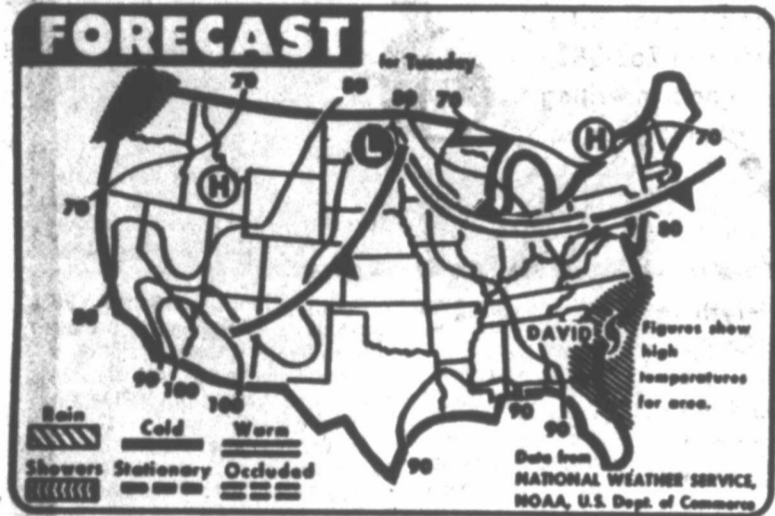 FORECAST
for Tuesday
70
80
80
70
L
H
70
H
70
80
80
DAVID
Figures show
high
temperatures
for area.
90
100
100
90
90
90
Rain
Cold
Warm
Showers
Stationary
Occluded
Data from
NATIONAL WEATHER SERVICE,
NOAA, U.S. Dept. of Commerce